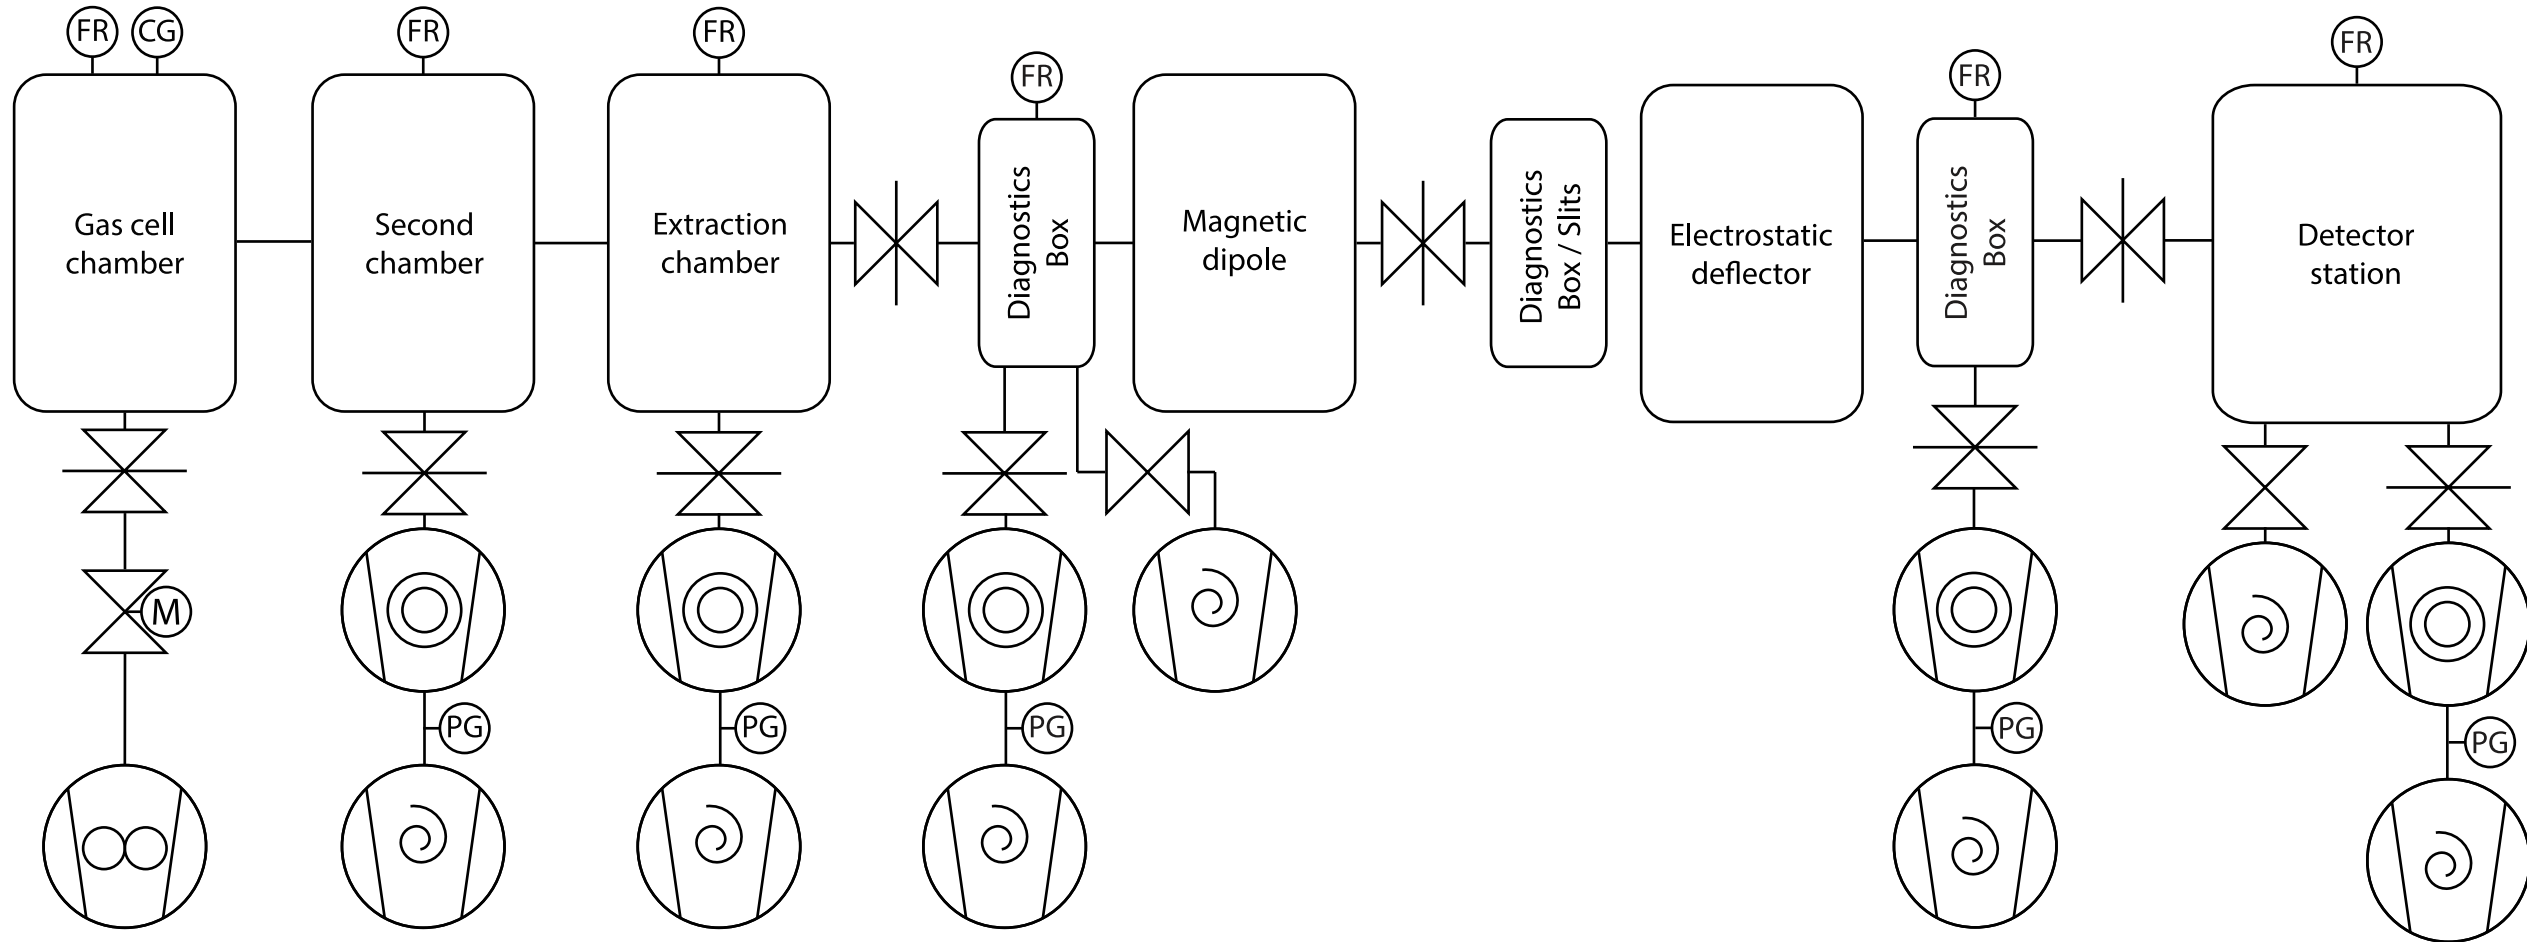 FR
CG
FR
FR
FR
FR
FR
Gas cell
chamber
Second
chamber
Extraction
chamber
Diagnostics
Box
Magnetic
dipole
Diagnostics
Box / Slits
Electrostatic
deflector
Diagnostics
Box
Detector
station
M
PG
PG
PG
PG
PG